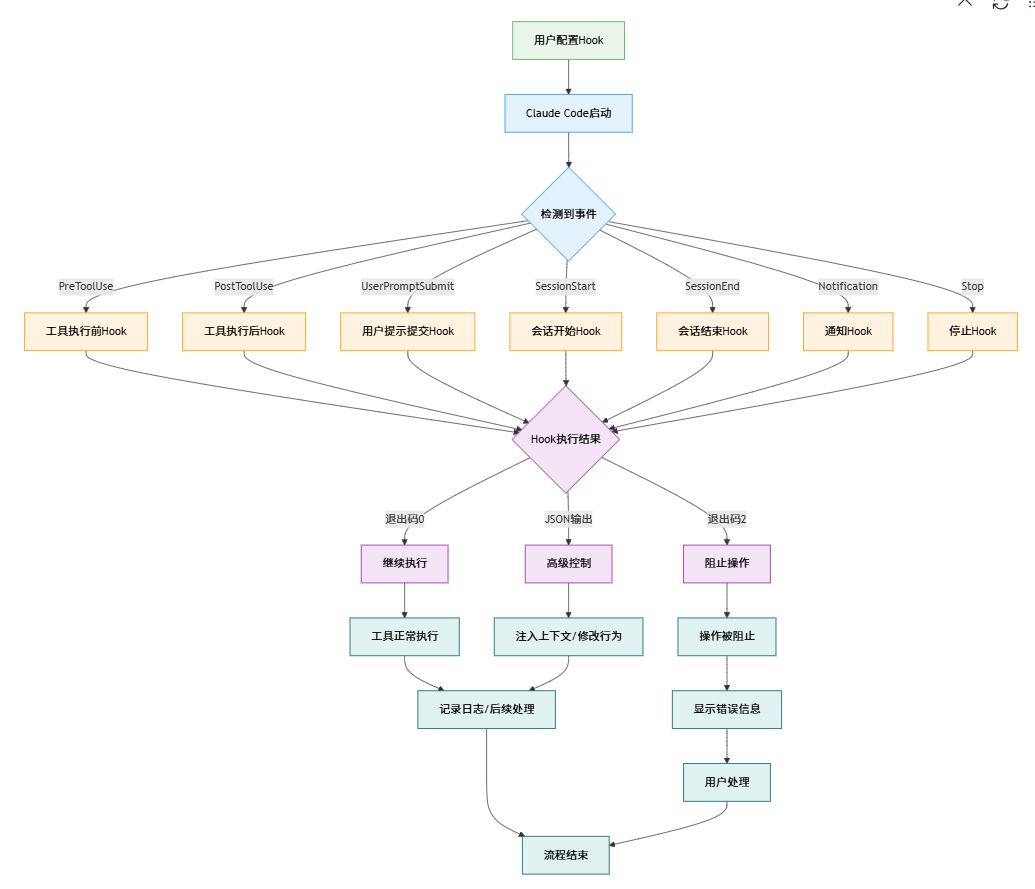 用户配置Hook
Claude Code启动
检测到事件
PreToolUse
PostToolUse
UserPromptSubmit
SessionStart
SessionEnd
Notification
Stop
工具执行前Hook
工具执行后Hook
用户提示提交Hook
会话开始Hook
会话结束Hook
通知Hook
停止Hook
Hook执行结果
退出码0
JSON输出
退出码2
继续执行
高级控制
阻止操作
工具正常执行
注入上下文/修改行为
操作被阻止
记录日志/后续处理
显示错误信息
用户处理
流程结束